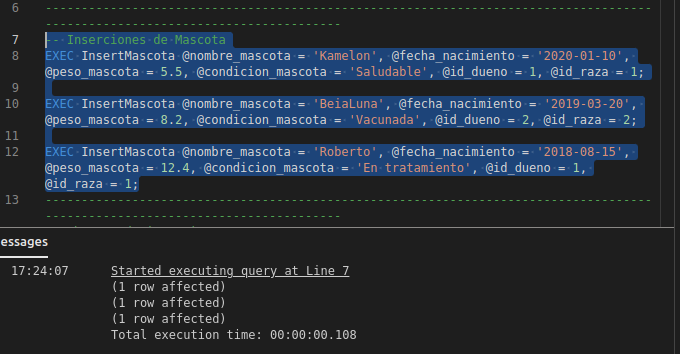 6 --------------------------------------------------------------------------------
-----------------------------------------
7 -- Inserciones de Mascota
8 EXEC InsertMascota @nombre_mascota = 'Kamelon', @fecha_nacimiento = '2020-01-10',
@peso_mascota = 5.5, @condicion_mascota = 'Saludable', @id_dueno = 1, @id_raza = 1;
9
10 EXEC InsertMascota @nombre_mascota = 'BeiaLuna', @fecha_nacimiento = '2019-03-20',
@peso_mascota = 8.2, @condicion_mascota = 'Vacunada', @id_dueno = 2, @id_raza = 2;
11
12 EXEC InsertMascota @nombre_mascota = 'Roberto', @fecha_nacimiento = '2018-08-15',
@peso_mascota = 12.4, @condicion_mascota = 'En tratamiento', @id_dueno = 1,
@id_raza = 1;
13 --------------------------------------------------------------------------------
-----------------------------------------
essages
17:24:07 Started executing query at Line 7
(1 row affected)
(1 row affected)
(1 row affected)
Total execution time: 00:00:00.108